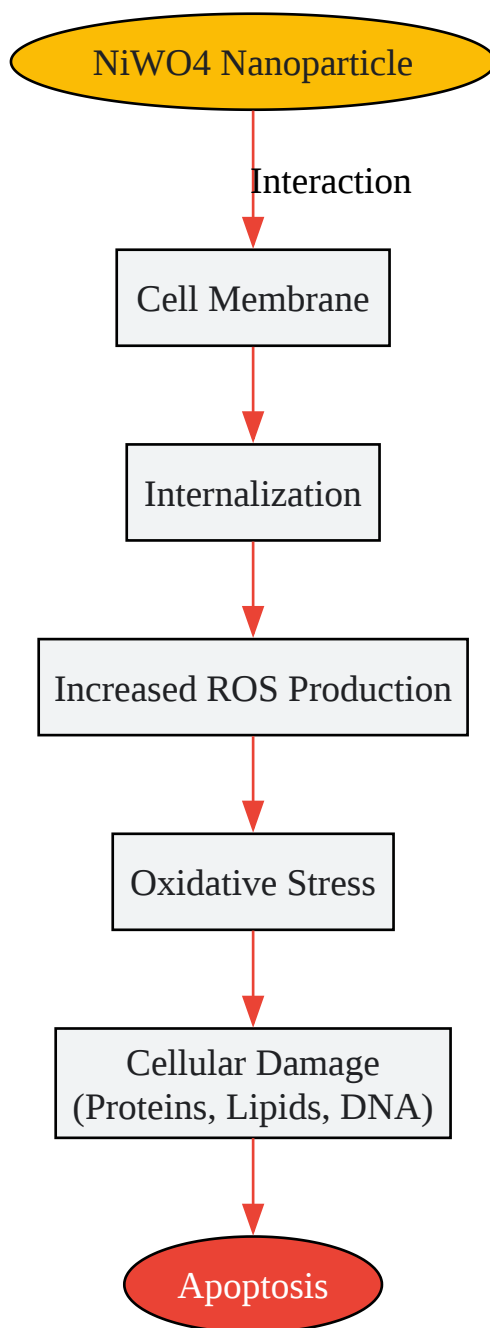 NiWO4 Nanoparticle
Interaction
Cell Membrane
Internalization
Increased ROS Production
Oxidative Stress
Cellular Damage
(Proteins, Lipids, DNA)
Apoptosis